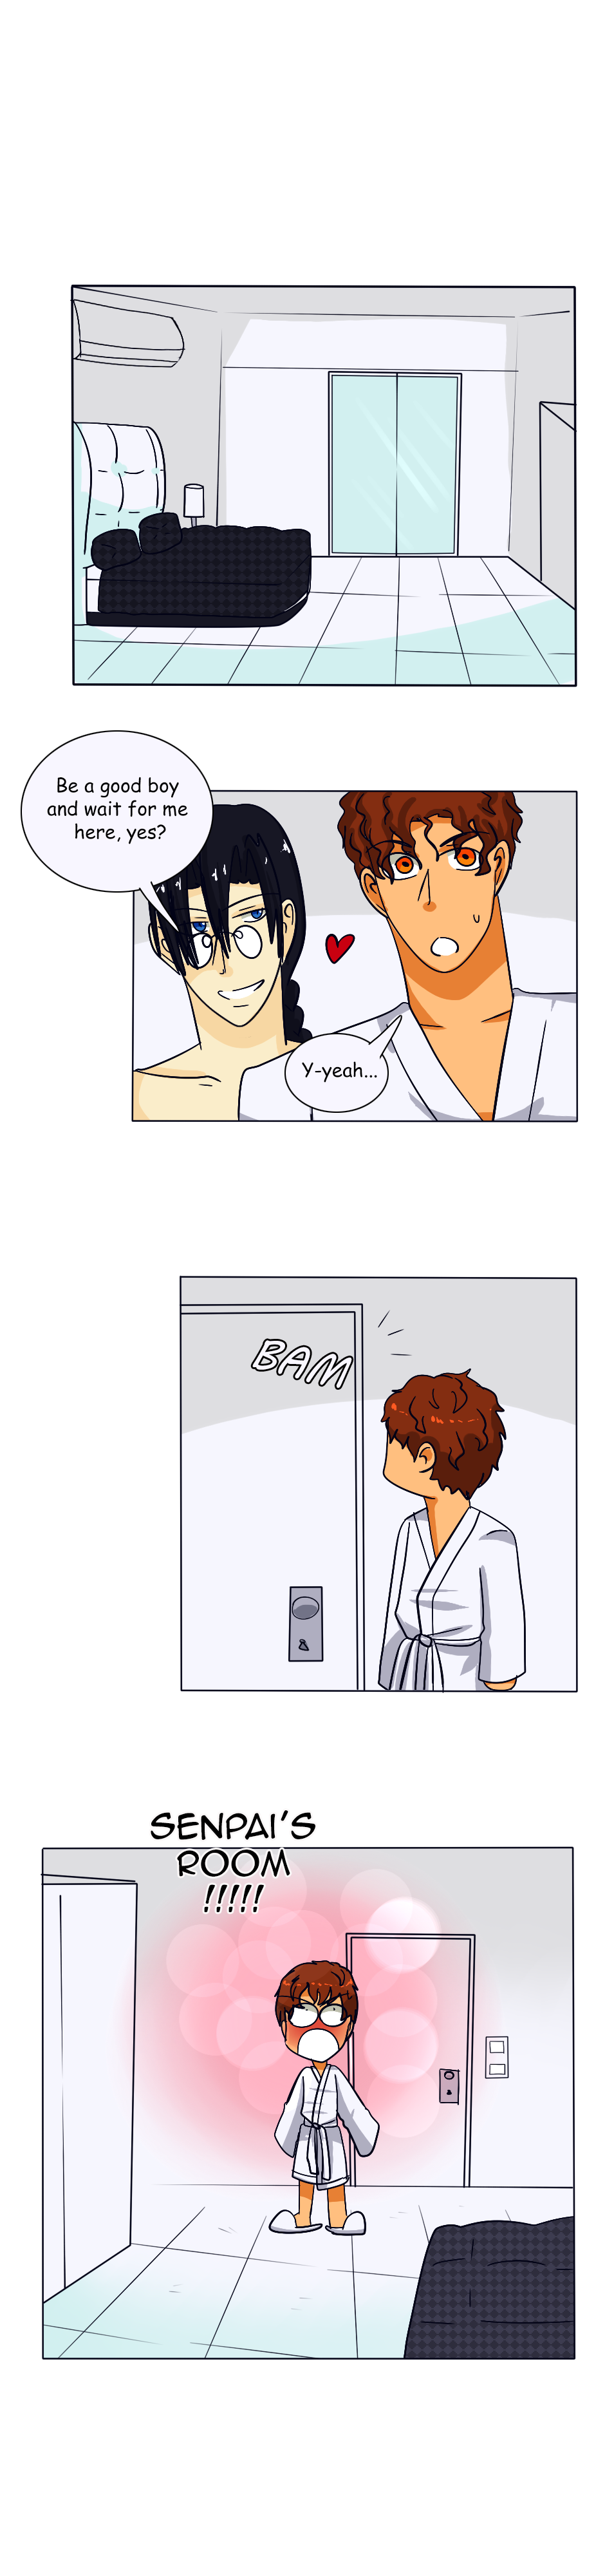 Be a good boy
and wait for me
here, yes?
Y-yeah...
BAM
SENPAI'S
ROOM
!!!!!